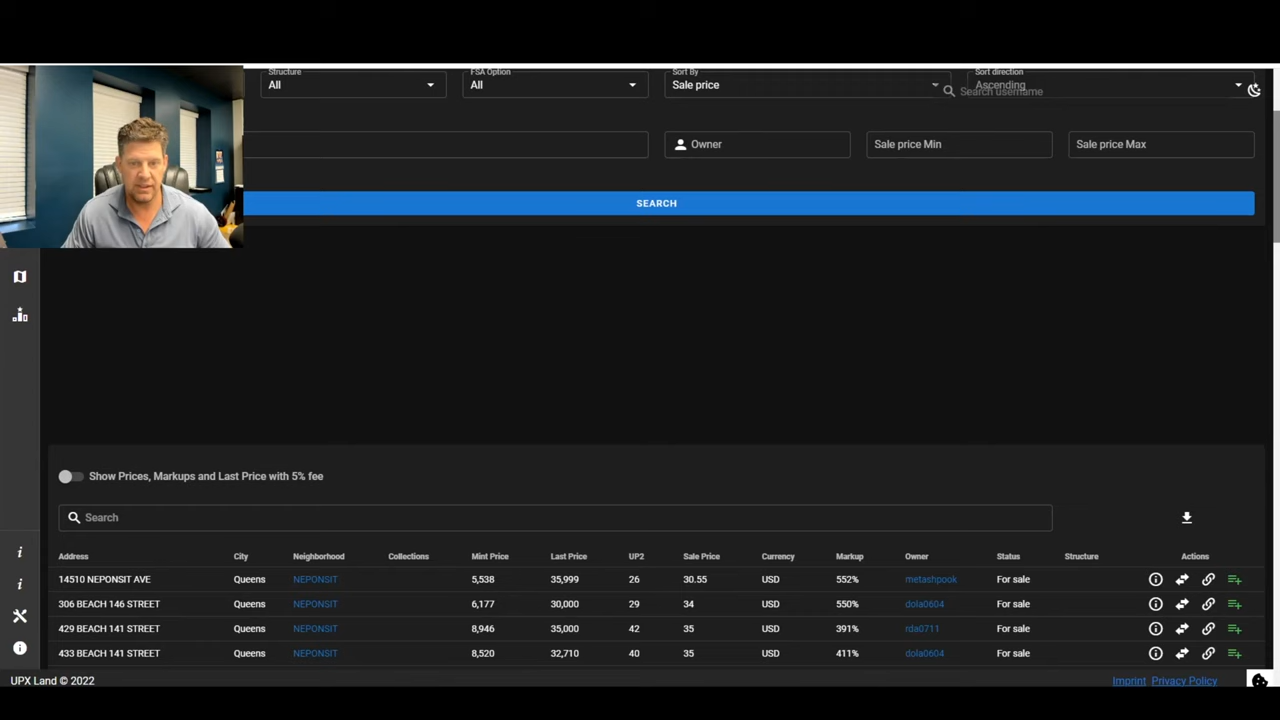 Structure FSA Option Sort By Sort direction
All All Sale price Ascending
Search username
Owner Sale price Min Sale price Max
SEARCH
Show Prices, Markups and Last Price with 5% fee
Search
Address City Neighborhood Collections Mint Price Last Price UP2 Sale Price Currency Markup Owner Status Structure Actions
14510 NEPONSIT AVE Queens NEPONSIT 5,538 35,999 26 30.55 USD 552% metashpook For sale
306 BEACH 146 STREET Queens NEPONSIT 6,177 30,000 29 34 USD 550% dola0604 For sale
429 BEACH 141 STREET Queens NEPONSIT 8,946 35,000 42 35 USD 391% rda0711 For sale
433 BEACH 141 STREET Queens NEPONSIT 8,520 32,710 40 35 USD 411% dola0604 For sale
UPX Land © 2022 Imprint Privacy Policy